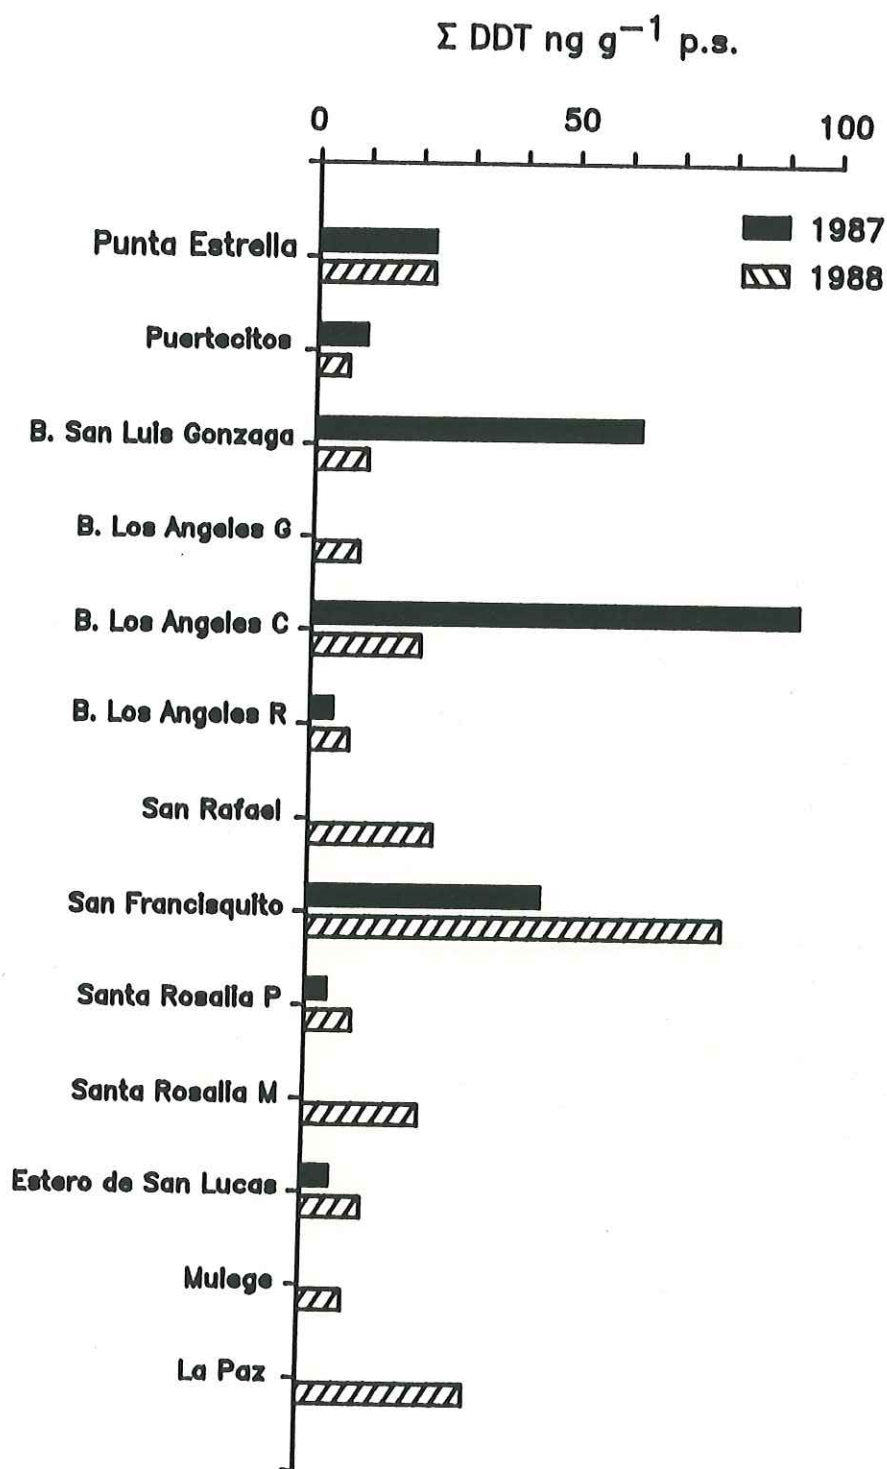 Σ DDT ng g⁻¹ p.s.
0 50 100
1987
1988
Punta Estrella
Puertecitos
B. San Luis Gonzaga
B. Los Angeles G
B. Los Angeles C
B. Los Angeles R
San Rafael
San Francisquito
Santa Rosalia P
Santa Rosalia M
Estero de San Lucas
Mulege
La Paz